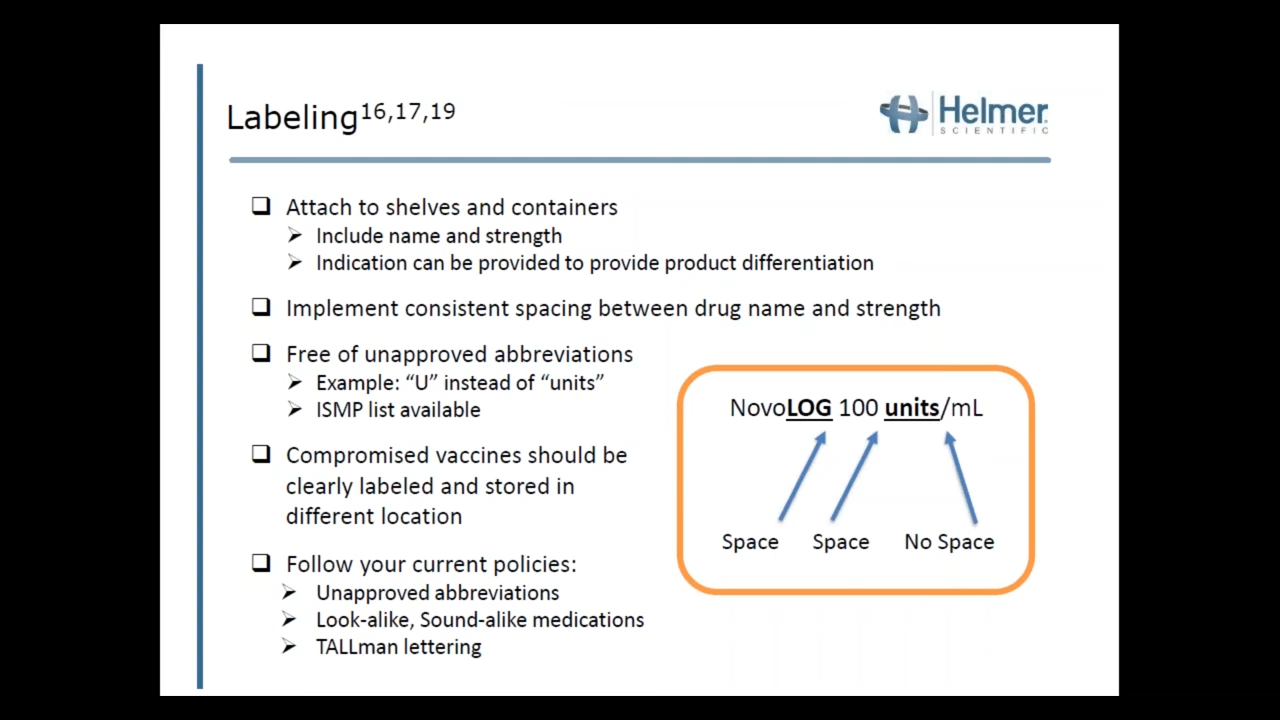 Labeling16,17,19
Helmer
SCIENTIFIC
Attach to shelves and containers
Include name and strength
Indication can be provided to provide product differentiation
Implement consistent spacing between drug name and strength
Free of unapproved abbreviations
Example: “U” instead of “units”
ISMP list available
Compromised vaccines should be
clearly labeled and stored in
different location
Follow your current policies:
Unapproved abbreviations
Look-alike, Sound-alike medications
TALLman lettering
NovoLOG 100 units/mL
Space Space No Space